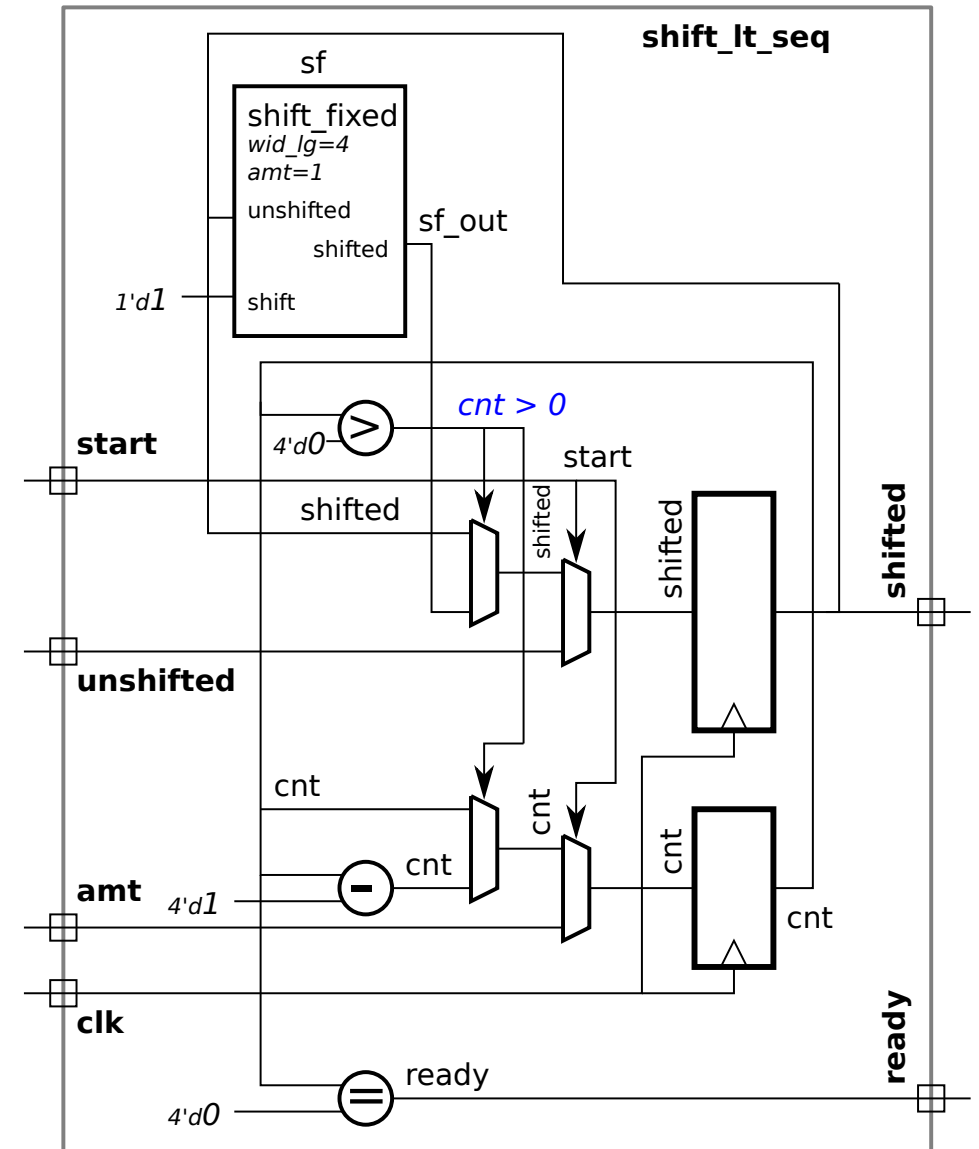 shift_lt_seq
sf
shift_fixed
wid_lg=4
amt=1
unshifted
sf_out
shifted
1'd1
shift
cnt > 0
>
4'd0
start
start
shifted
shifted
shifted
shifted
unshifted
cnt
cnt
cnt
cnt
-
amt
4'd1
cnt
clk
ready
ready
=
4'd0